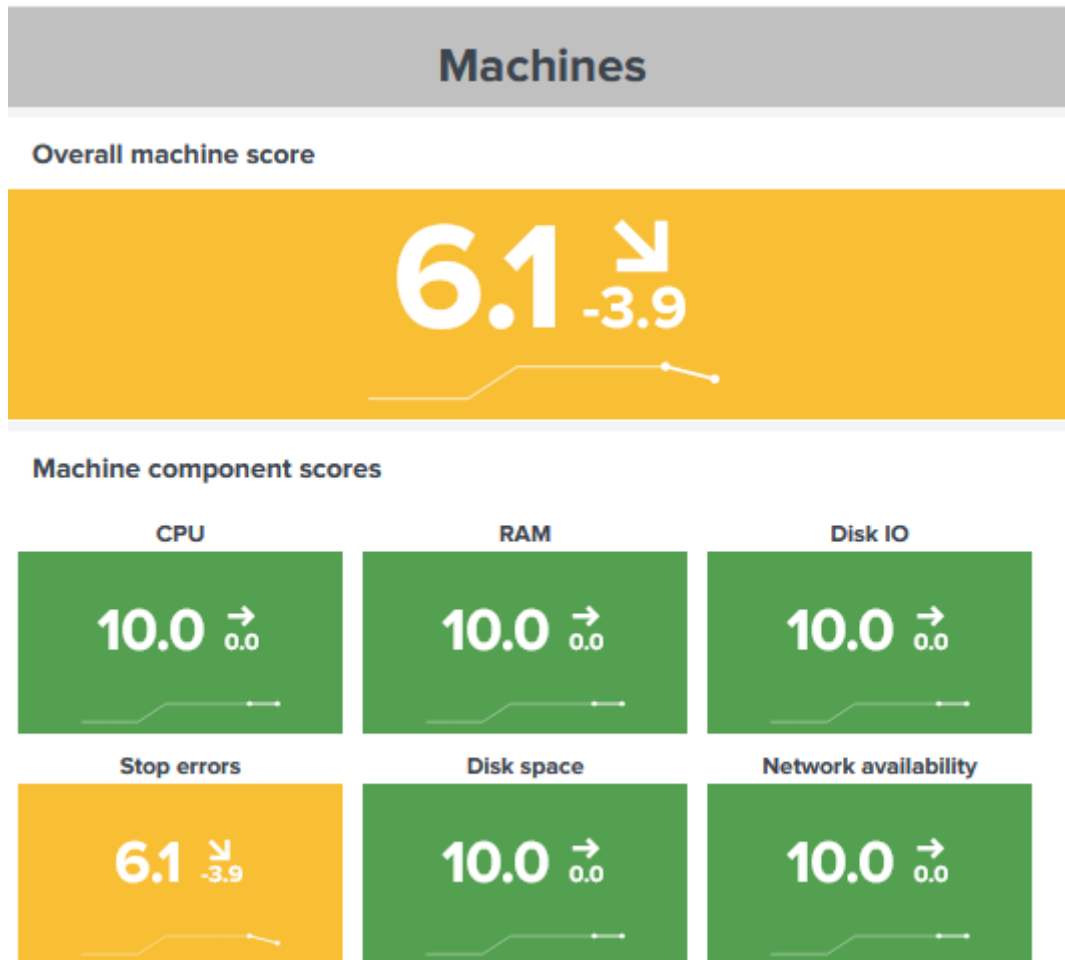 Machines
Overall machine score
6.1 -3.9
Machine component scores
CPU RAM Disk IO
10.0 0.0 10.0 0.0 10.0 0.0
Stop errors Disk space Network availability
6.1 -3.9 10.0 0.0 10.0 0.0